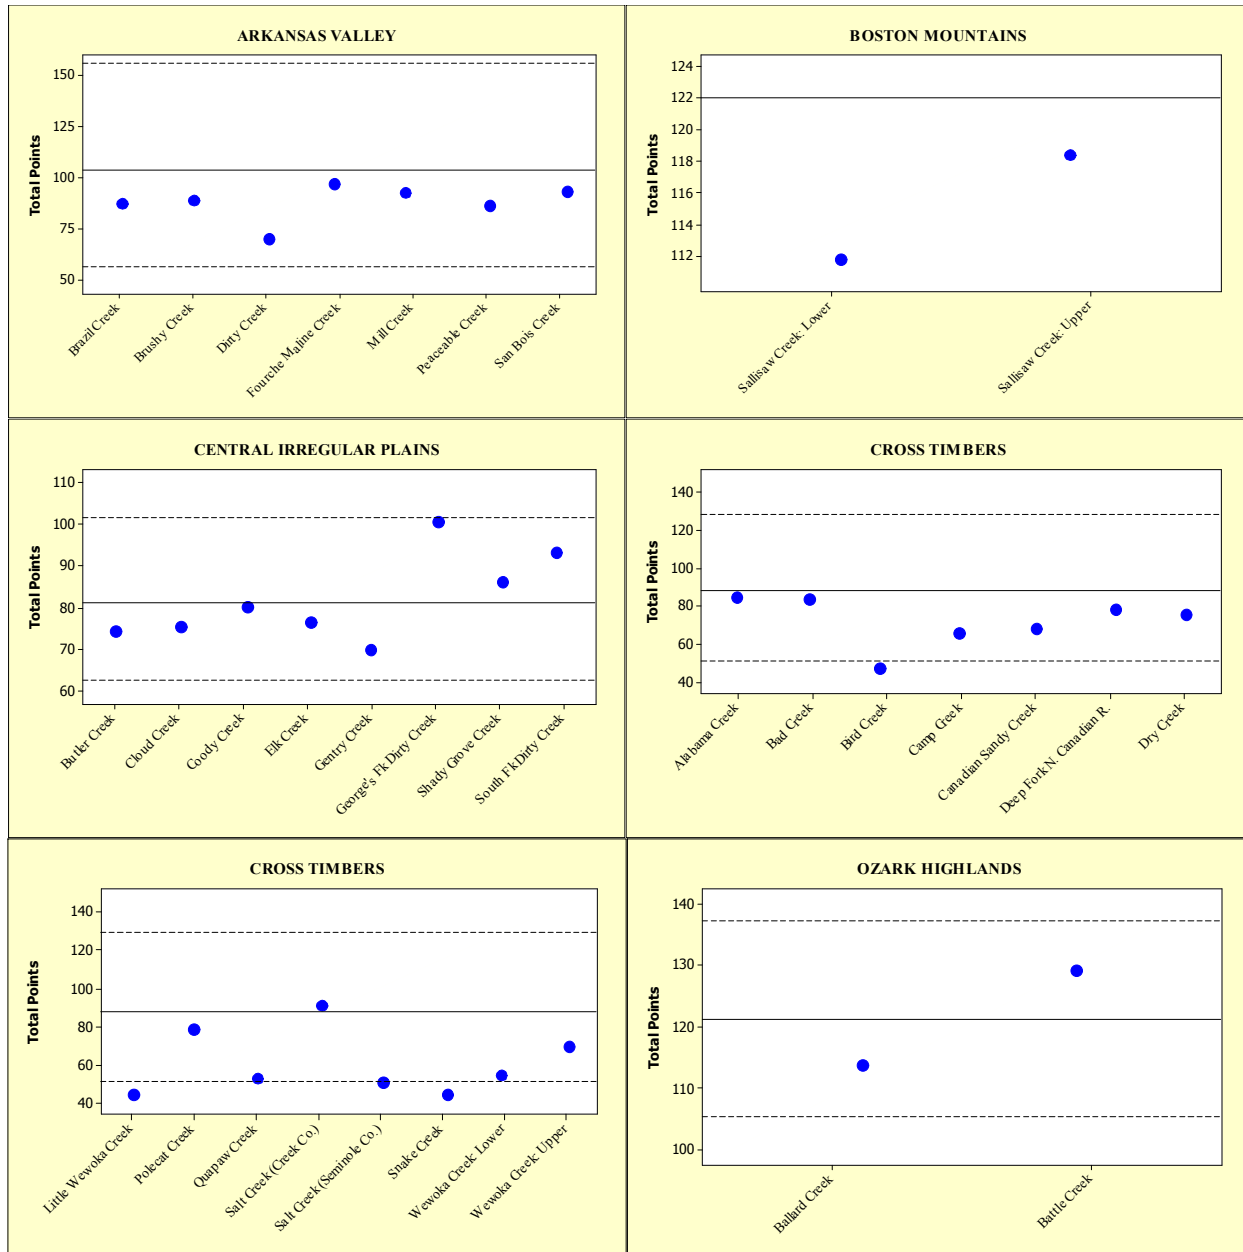 ARKANSAS VALLEY
Total Points
150
125
100
75
50
Brazil Creek
Brushy Creek
Dirty Creek
Fourche Maline Creek
Mill Creek
Peaceable Creek
San Bois Creek
BOSTON MOUNTAINS
Total Points
124
122
120
118
116
114
112
Sallisaw Creek: Lower
Sallisaw Creek: Upper
CENTRAL IRREGULAR PLAINS
Total Points
110
100
90
80
70
60
Butler Creek
Cloud Creek
Coody Creek
Elk Creek
Gentry Creek
George's Fk Dirty Creek
Shady Grove Creek
South Fk Dirty Creek
CROSS TIMBERS
Total Points
140
120
100
80
60
40
Alabama Creek
Bad Creek
Bird Creek
Camp Creek
Canadian Sandy Creek
Deep Fork N. Canadian R.
Dry Creek
CROSS TIMBERS
Total Points
140
120
100
80
60
40
Little Wewoka Creek
Polecat Creek
Quapaw Creek
Salt Creek (Creek Co.)
Salt Creek (Seminole Co.)
Snake Creek
Wewoka Creek: Lower
Wewoka Creek: Upper
OZARK HIGHLANDS
Total Points
140
130
120
110
100
Ballard Creek
Battle Creek